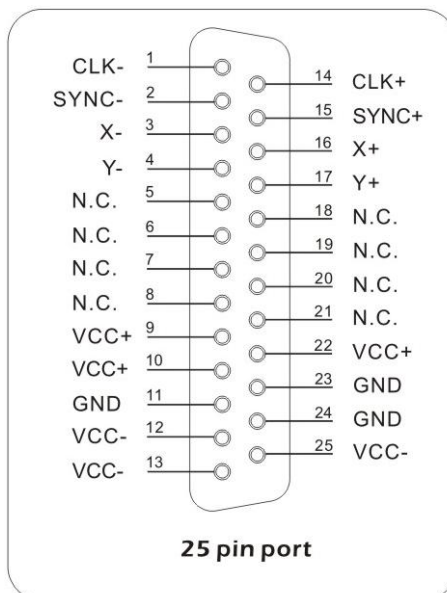 CLK- 1
14 CLK+
SYNC- 2
15 SYNC+
X- 3
16 X+
Y- 4
17 Y+
N.C. 5
18 N.C.
N.C. 6
19 N.C.
N.C. 7
20 N.C.
N.C. 8
21 N.C.
VCC+ 9
22 VCC+
VCC+ 10
23 GND
GND 11
24 GND
VCC- 12
25 VCC-
VCC- 13
25 pin port